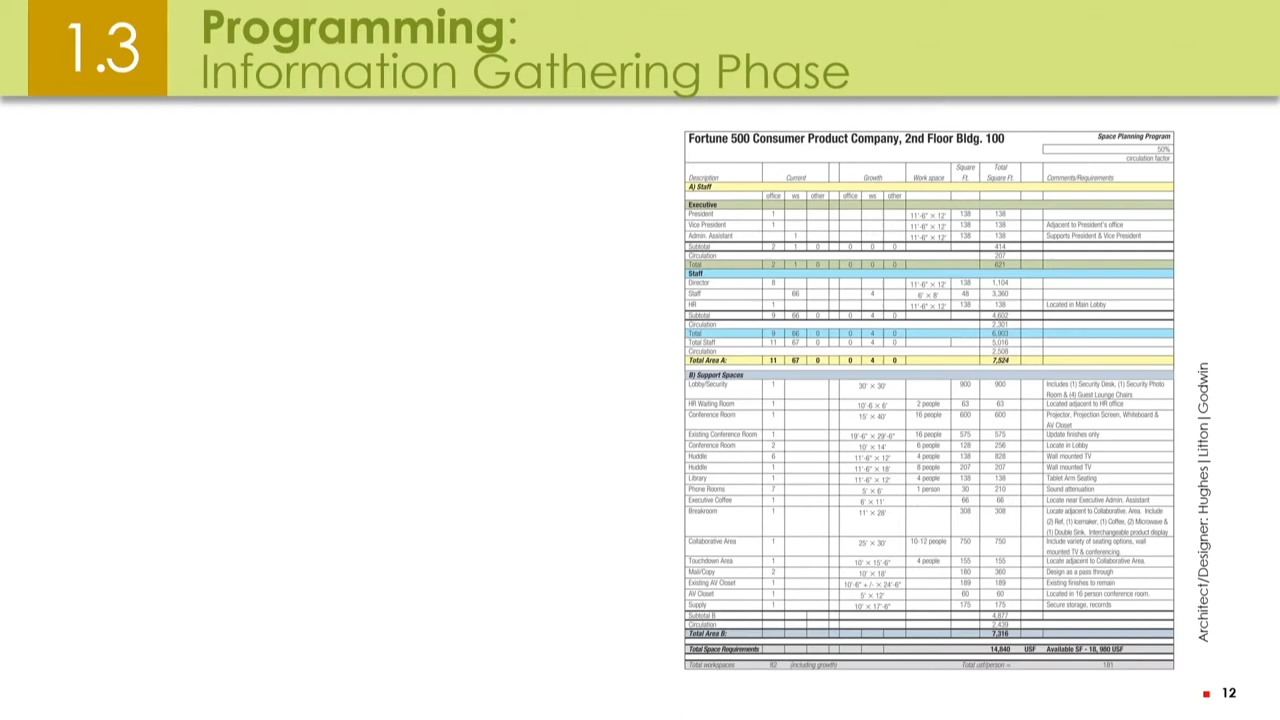 1.3
Programming:
Information Gathering Phase
Fortune 500 Consumer Product Company, 2nd Floor Bldg. 100 Space Planning Program
50%
circulation factor
Description Current Growth Work space Square Ft. Total Square Ft. Comments/Requirements
A) Staff
office ws other office ws other
Executive
President 1 11'-6" × 12' 138 138
Vice President 1 11'-6" × 12' 138 138 Adjacent to President's office
Admin. Assistant 1 11'-6" × 12' 138 138 Supports President & Vice President
Subtotal 2 1 0 0 0 0 414
Circulation 207
Total 2 1 0 0 0 0 621
Staff
Director 8 11'-6" × 12' 138 1,104
Staff 66 4 6' × 8' 48 3,360
HR 1 11'-6" × 12' 138 138 Located in Main Lobby
Subtotal 9 66 0 0 4 0 4,602
Circulation 2,301
Total 9 66 0 0 4 0 6,903
Total Staff 11 67 0 0 4 0 5,016
Circulation 2,508
Total Area A: 11 67 0 0 4 0 7,524
B) Support Spaces
Lobby/Security 1 30' × 30' 900 900 Includes (1) Security Desk, (1) Security Photo
Room & (4) Guest Lounge Chairs
HR Waiting Room 1 10'-6 × 6' 2 people 63 63 Located adjacent to HR office
Conference Room 1 15' × 40' 16 people 600 600 Projector, Projection Screen, Whiteboard &
AV Closet
Existing Conference Room 1 19'-6" × 29'-6" 16 people 575 575 Update finishes only
Conference Room 2 10' × 14' 6 people 128 256 Locate in Lobby
Huddle 6 11'-6" × 12' 4 people 138 828 Wall mounted TV
Huddle 1 11'-6" × 18' 8 people 207 207 Wall mounted TV
Library 1 11'-6" × 12' 4 people 138 138 Tablet Arm Seating
Phone Rooms 7 5' × 6' 1 person 30 210 Sound attenuation
Executive Coffee 1 6' × 11' 66 66 Locate near Executive Admin. Assistant
Breakroom 1 11' × 28' 308 308 Locate adjacent to Collaborative, Area. Include
(2) Ref, (1) Icemaker, (1) Coffee, (2) Microwave &
(1) Double Sink. Interchangeable product display
Collaborative Area 1 25' × 30' 10-12 people 750 750 Include variety of seating options, wall
mounted TV & conferencing.
Touchdown Area 1 10' × 15'-6" 4 people 155 155 Locate adjacent to Collaborative Area.
Mail/Copy 2 10' × 18' 180 360 Design as a pass through
Existing AV Closet 1 10'-6" +/- × 24'-6" 189 189 Existing finishes to remain
AV Closet 1 5' × 12' 60 60 Located in 16 person conference room.
Supply 1 10' × 17'-6" 175 175 Secure storage, records
Subtotal B 4,877
Circulation 2,439
Total Area B: 7,316
Total Space Requirements 14,840 USF Available SF - 18, 980 USF
Total workspaces 82 (including growth) Total usf/person = 181
Architect/Designer: Hughes|Litton|Godwin
12